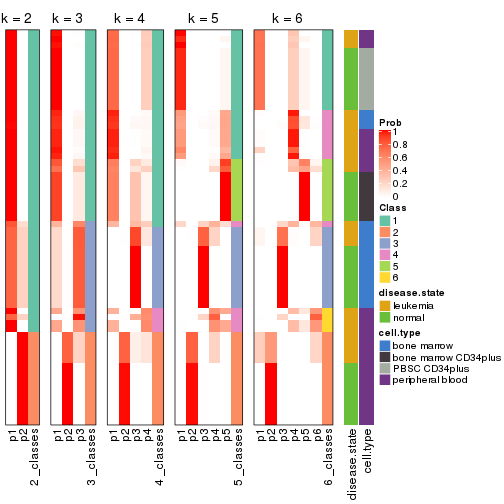 k = 2 k = 3 k = 4 k = 5 k = 6
Prob
1
0.8
0.6
0.4
0.2
0
Class
1
2
3
4
5
6
disease.state
leukemia
normal
cell.type
bone marrow
bone marrow CD34plus
PBSC CD34plus
peripheral blood
p1 p2 2_classes p1 p2 p3 3_classes p1 p2 p3 p4 4_classes p1 p2 p3 p4 p5 5_classes p1 p2 p3 p4 p5 p6 6_classes disease.state cell.type